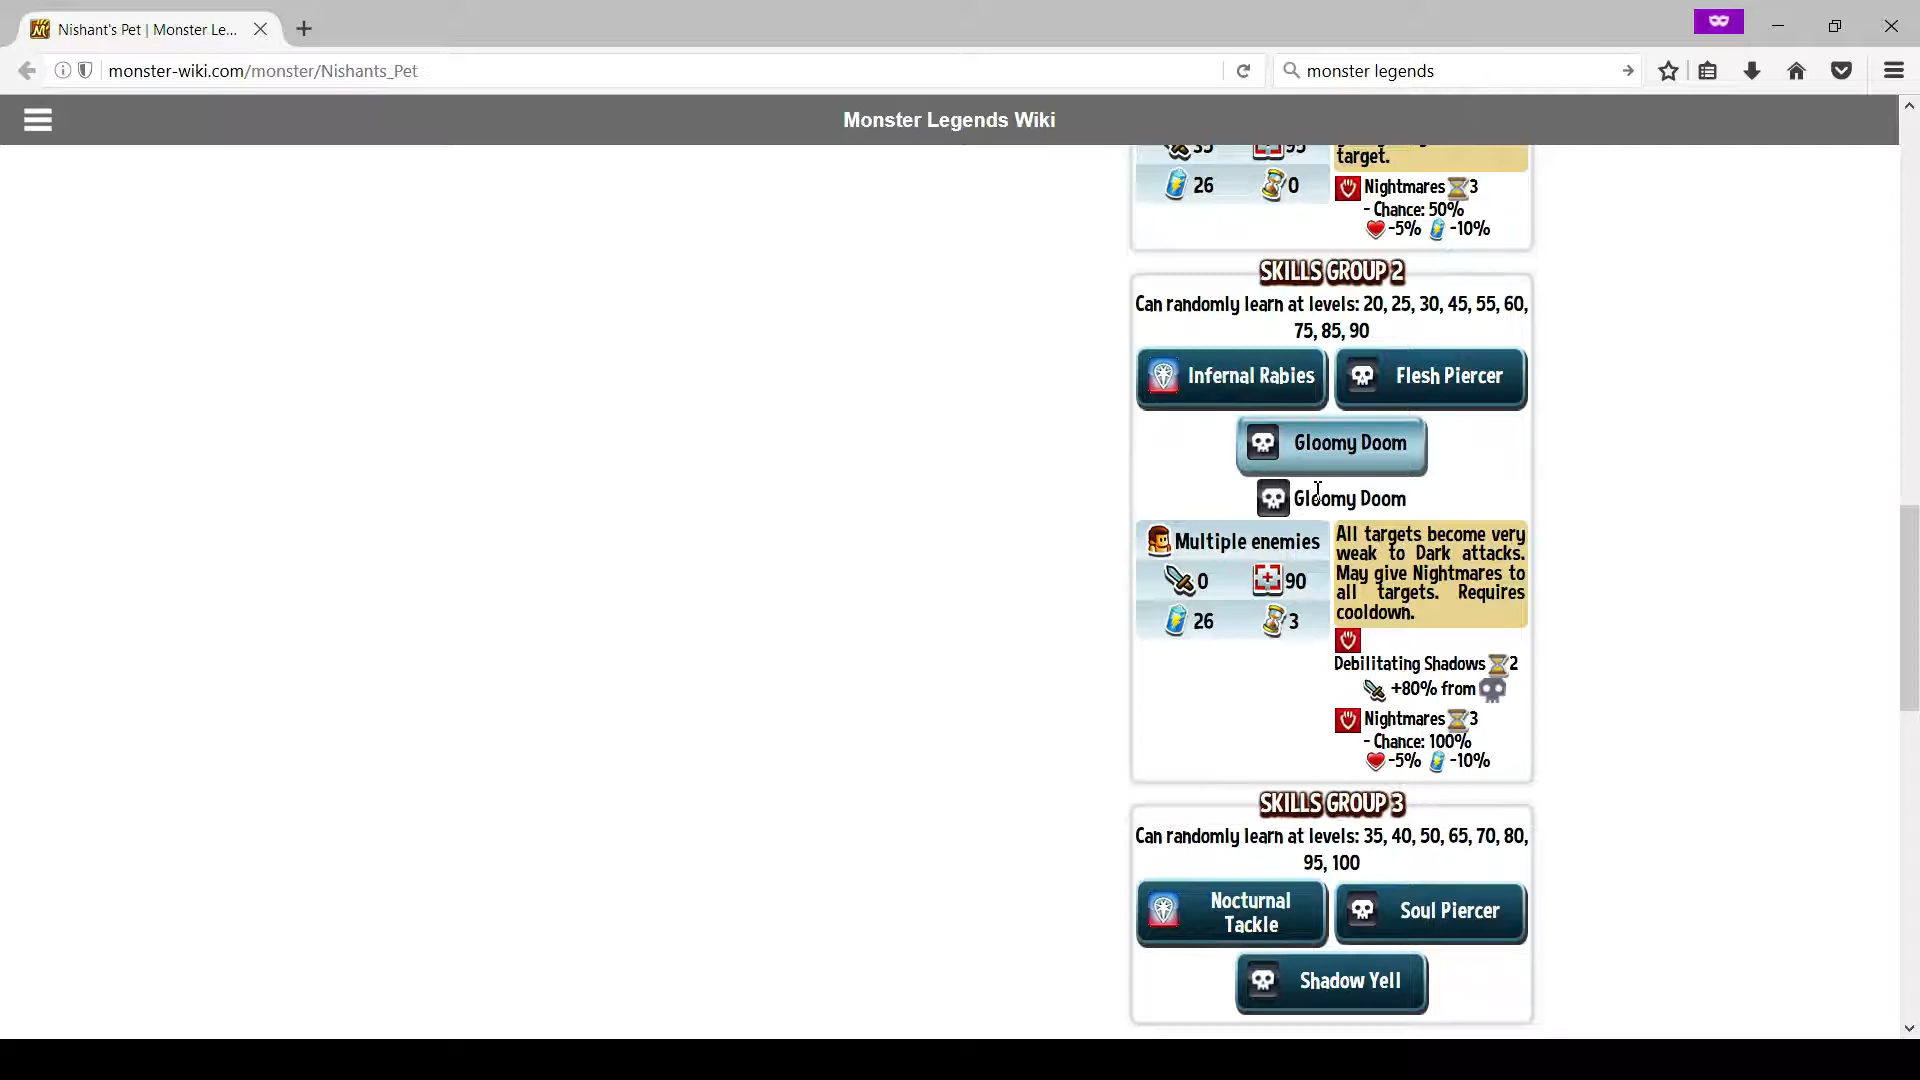 Nishant's Pet | Monster Le...
monster-wiki.com/monster/Nishants_Pet
monster legends
Monster Legends Wiki
35 95
target.
26 0
Nightmares 3
- Chance: 50%
-5% -10%
SKILLS GROUP 2
Can randomly learn at levels: 20, 25, 30, 45, 55, 60,
75, 85, 90
Infernal Rabies Flesh Piercer
Gloomy Doom
Gloomy Doom
Multiple enemies
0 90
26 3
All targets become very
weak to Dark attacks.
May give Nightmares to
all targets. Requires
cooldown.
Debilitating Shadows 2
+80% from
Nightmares 3
- Chance: 100%
-5% -10%
SKILLS GROUP 3
Can randomly learn at levels: 35, 40, 50, 65, 70, 80,
95, 100
Nocturnal
Tackle
Soul Piercer
Shadow Yell